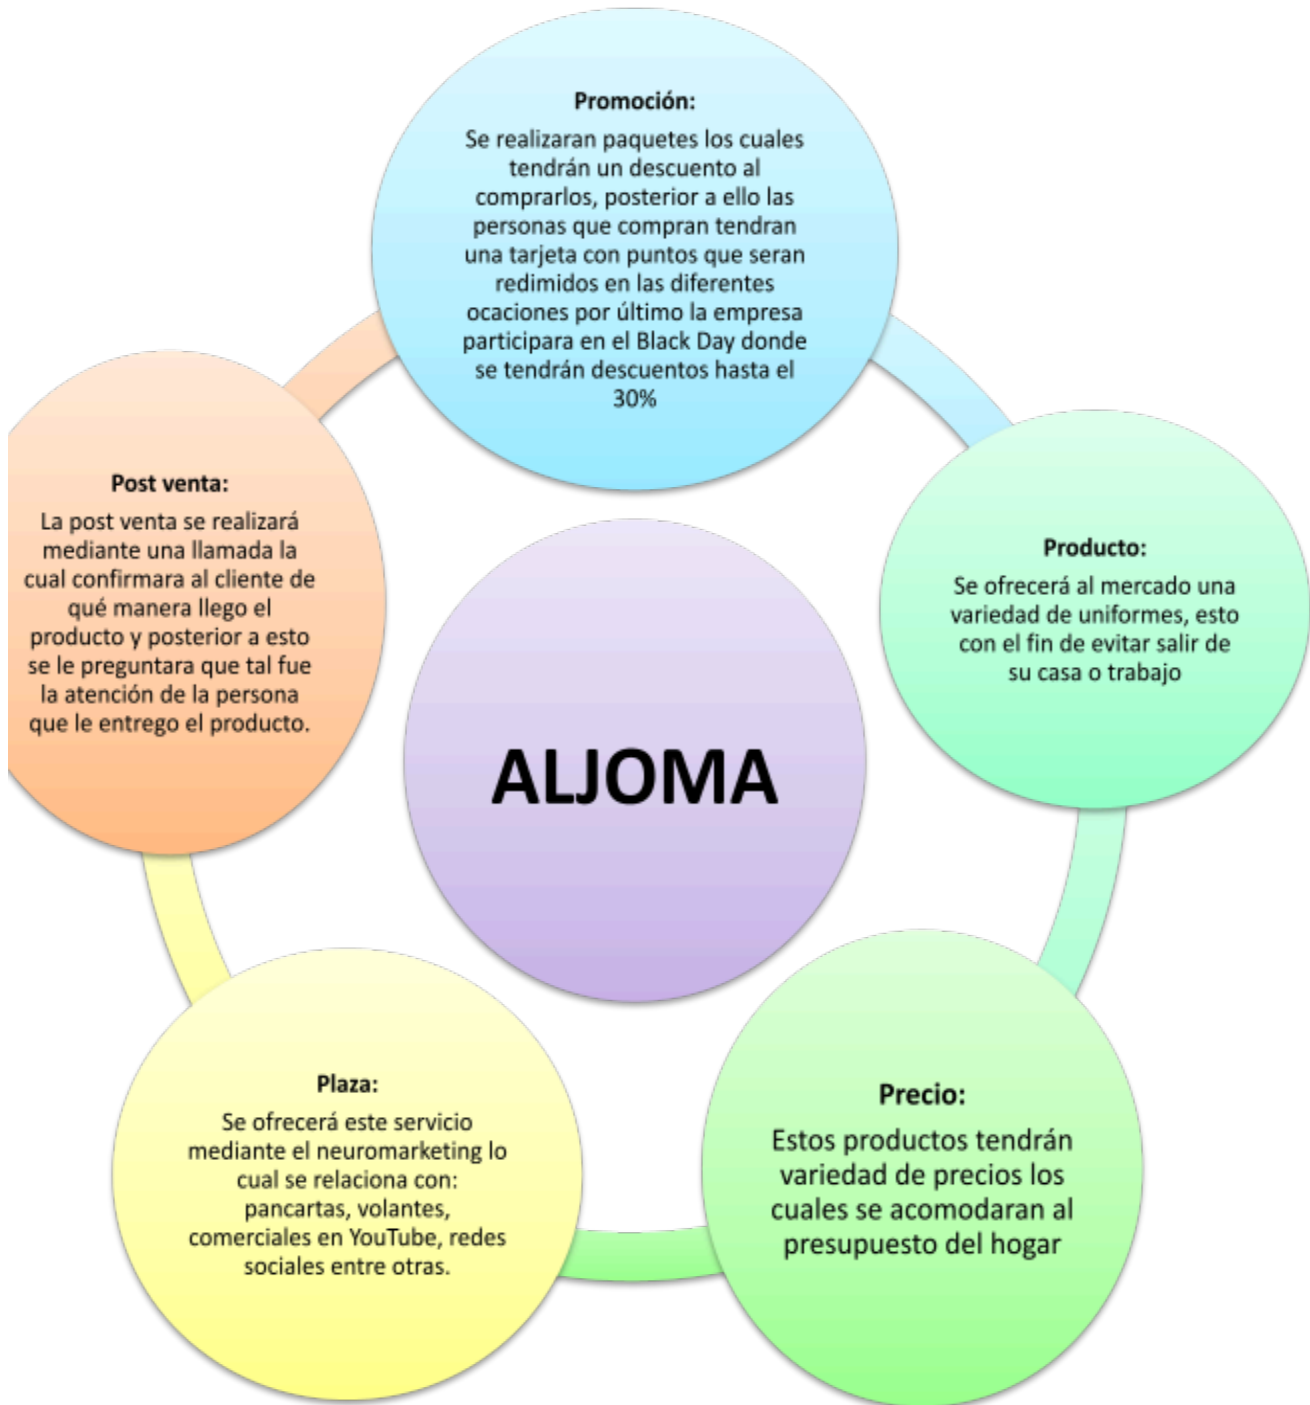 Promoción:
Se realizaran paquetes los cuales
tendrán un descuento al
comprarlos, posterior a ello las
personas que compran tendran
una tarjeta con puntos que seran
redimidos en las diferentes
ocaciones por último la empresa
participara en el Black Day donde
se tendrán descuentos hasta el
30%
Producto:
Se ofrecerá al mercado una
variedad de uniformes, esto
con el fin de evitar salir de
su casa o trabajo
Precio:
Estos productos tendrán
variedad de precios los
cuales se acomodaran al
presupuesto del hogar
Plaza:
Se ofrecerá este servicio
mediante el neuromarketing lo
cual se relaciona con:
pancartas, volantes,
comerciales en YouTube, redes
sociales entre otras.
Post venta:
La post venta se realizará
mediante una llamada la
cual confirmara al cliente de
qué manera llego el
producto y posterior a esto
se le preguntara que tal fue
la atención de la persona
que le entrego el producto.
ALJOMA